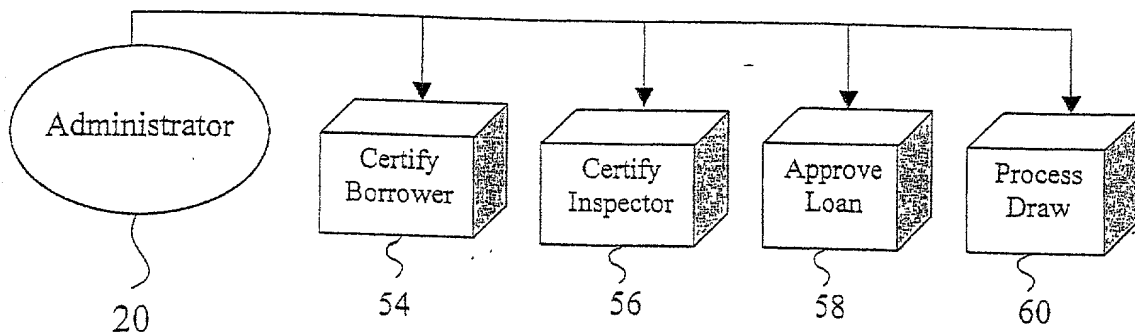 Administrator
Certify
Borrower
Certify
Inspector
Approve
Loan
Process
Draw
20
54
56
58
60